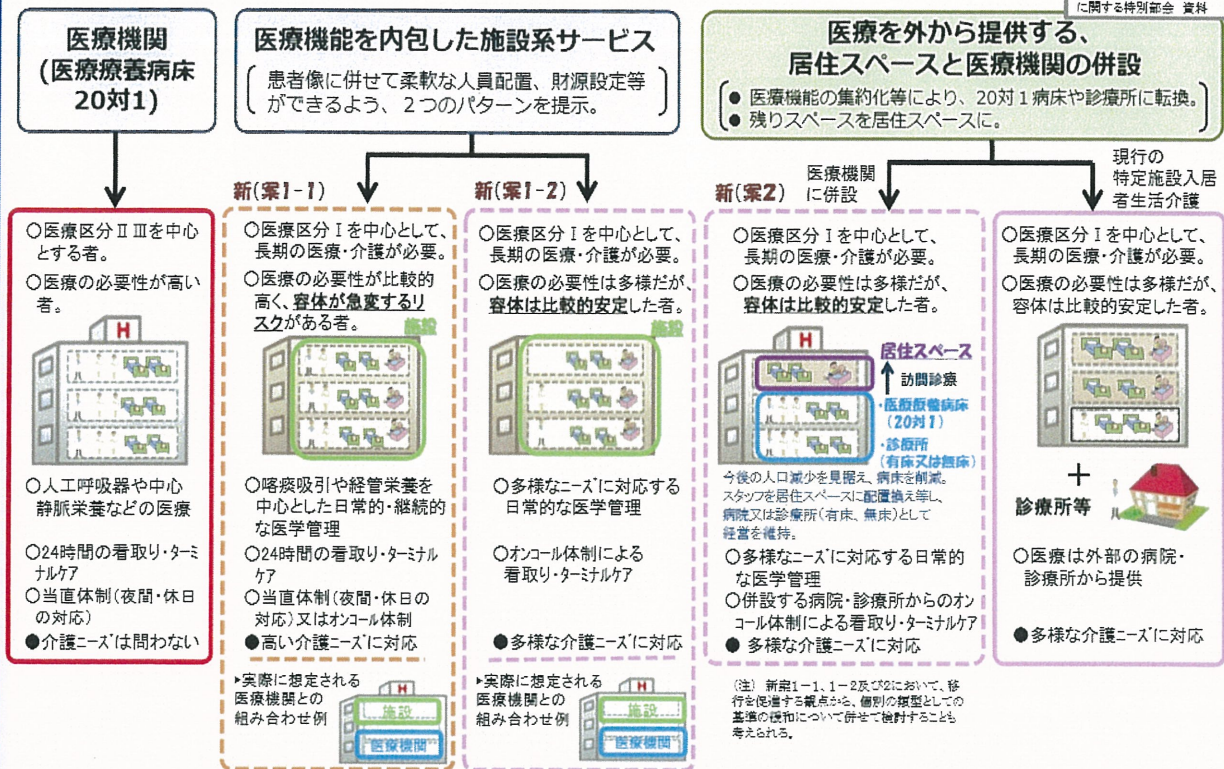 に関する特別部会 資料
医療機関
(医療療養病床
20対1)
医療機能を内包した施設系サービス
患者像に併せて柔軟な人員配置、財源設定等
ができるよう、2つのパターンを提示。
医療を外から提供する、
居住スペースと医療機関の併設
● 医療機能の集約化等により、20対1病床や診療所に転換。
● 残りスペースを居住スペースに。
○医療区分ⅡⅢを中心
とする者。
○医療の必要性が高い
者。
H
○人工呼吸器や中心
静脈栄養などの医療
○24時間の看取り・ターミ
ナルケア
○当直体制(夜間・休日
の対応)
●介護ニーズは問わない
新(案1-1)
○医療区分Ⅰを中心として、
長期の医療・介護が必要。
○医療の必要性が比較的
高く、容体が急変するリ
スクがある者。
施設
○喀痰吸引や経管栄養を
中心とした日常的・継続的
な医学管理
○24時間の看取り・ターミナル
ケア
○当直体制(夜間・休日の
対応)又はオンコール体制
●高い介護ニーズに対応
▶実際に想定される
医療機関との
組み合わせ例
H
施設
医療機関
新(案1-2)
○医療区分Ⅰを中心として、
長期の医療・介護が必要。
○医療の必要性は多様だが、
容体は比較的安定した者。
○多様なニーズに対応する
日常的な医学管理
○オンコール体制による
看取り・ターミナルケア
●多様な介護ニーズに対応
▶実際に想定される
医療機関との
組み合わせ例
H
施設
医療機関
新(案2)
医療機関
に併設
○医療区分Ⅰを中心として、
長期の医療・介護が必要。
○医療の必要性は多様だが、
容体は比較的安定した者。
H
居住スペース
訪問診療
・医療療養病床
(20対1)
・診療所
(有床又は無床)
今後の人口減少を見据え、病床を削減。
スタッフを居住スペースに配置換え等し、
病院又は診療所(有床、無床)として
経営を維持。
○多様なニーズに対応する日常的
な医学管理
○併設する病院・診療所からのオン
コール体制による看取り・ターミナルケア
● 多様な介護ニーズに対応
(注) 新案1-1、1-2及び2において、移
行を促進する観点から、個別の類型としての
基準の緩和について併せて検討することも
考えられる。
現行の
特定施設入居
者生活介護
○医療区分Ⅰを中心として、
長期の医療・介護が必要。
○医療の必要性は多様だが、
容体は比較的安定した者。
+
診療所等
○医療は外部の病院・
診療所から提供
●多様な介護ニーズに対応